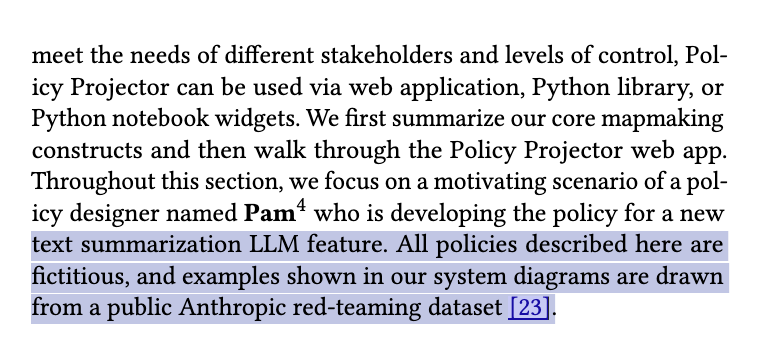 meet the needs of different stakeholders and levels of control, Pol-
icy Projector can be used via web application, Python library, or
Python notebook widgets. We first summarize our core mapmaking
constructs and then walk through the Policy Projector web app.
Throughout this section, we focus on a motivating scenario of a pol-
icy designer named Pam4 who is developing the policy for a new
text summarization LLM feature. All policies described here are
fictitious, and examples shown in our system diagrams are drawn
from a public Anthropic red-teaming dataset [23].